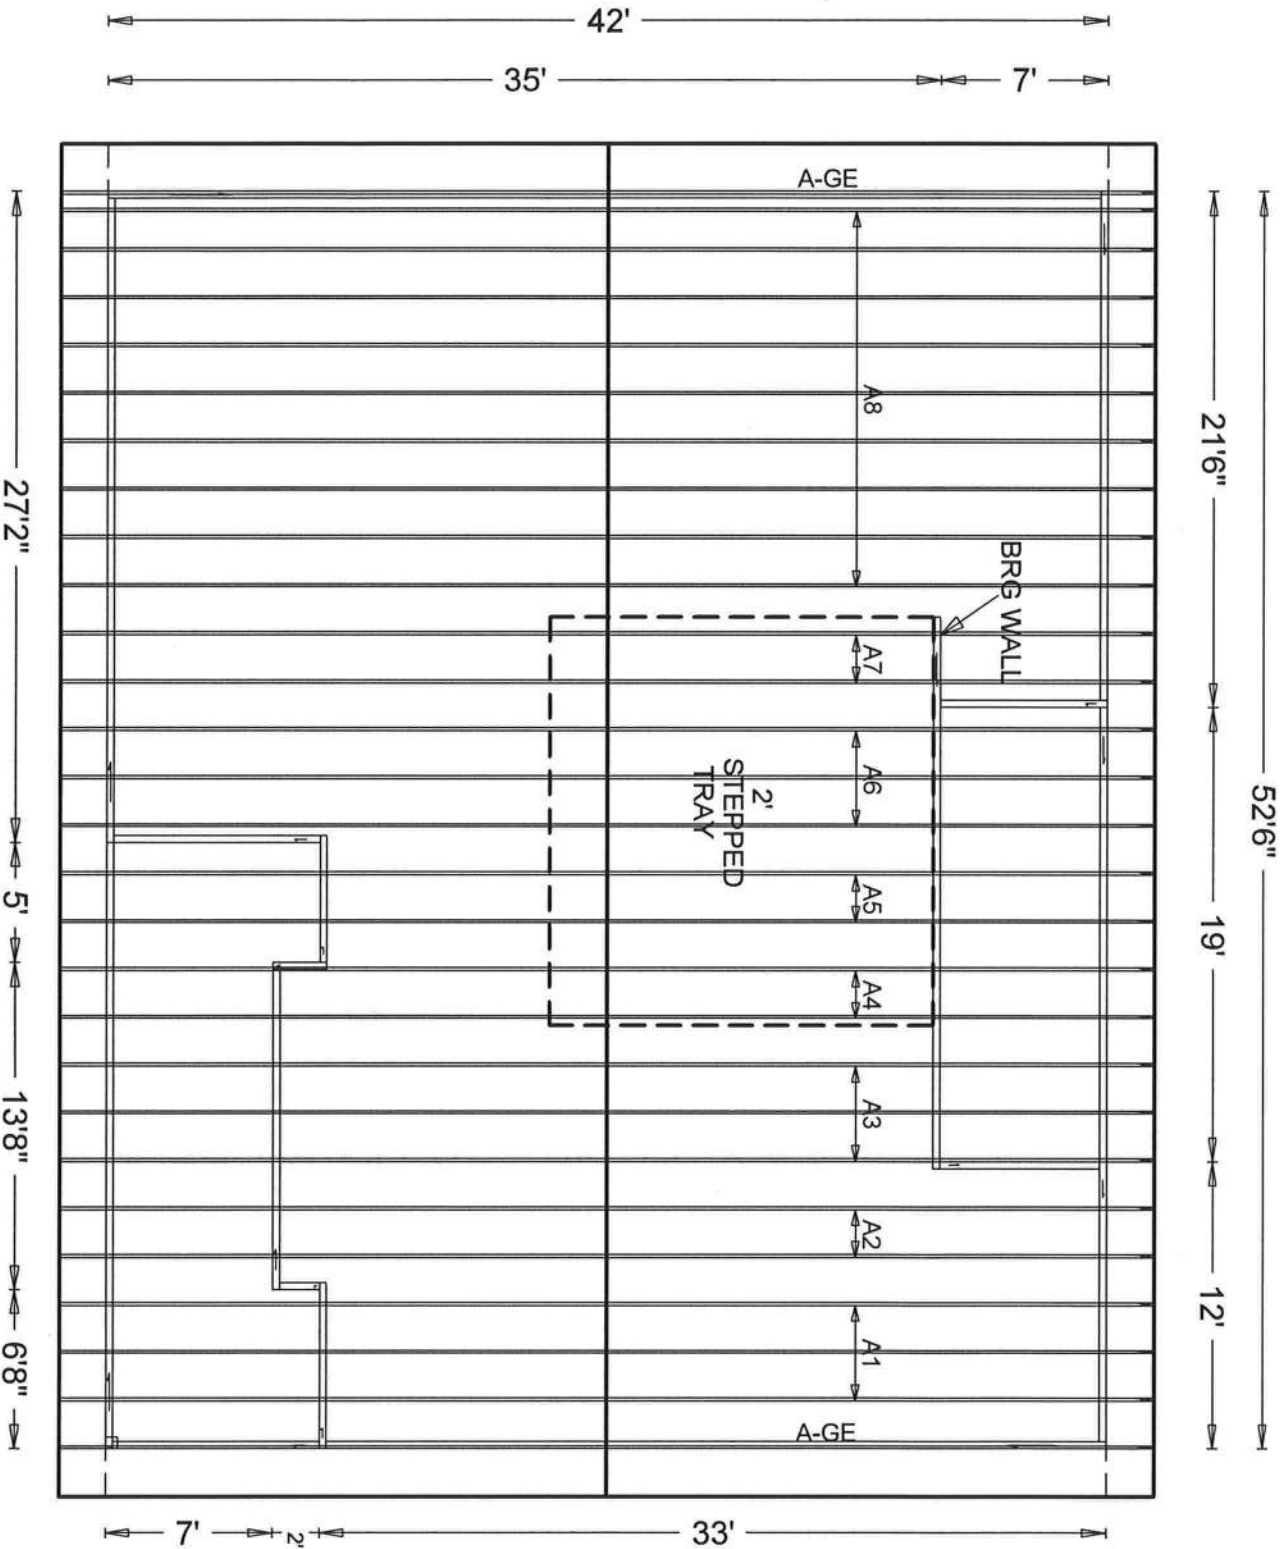 42'
35'
7'
A-GE
A8
BRG WALL
A7
A6
2'
STEPPED
TRAY
A5
A4
A3
A2
A1
A-GE
21'6"
19'
12'
52'6"
27'2"
5'
13'8"
6'8"
7'
2'
33'